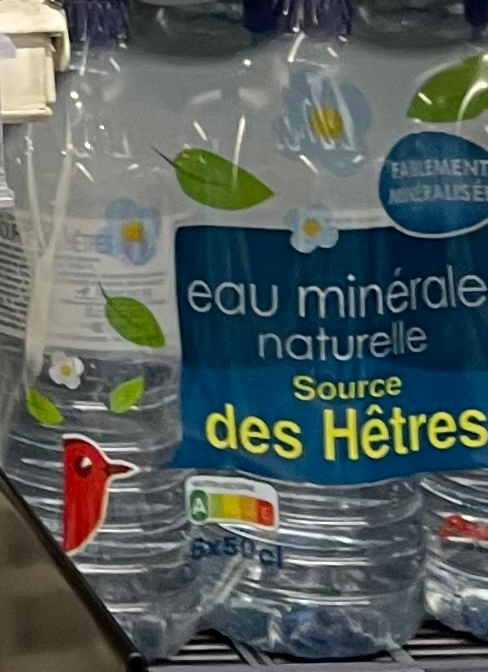 FAIBLEMENT
MINÉRALISÉE
eau minérale
naturelle
Source
des Hêtres
A
E
6x50cl